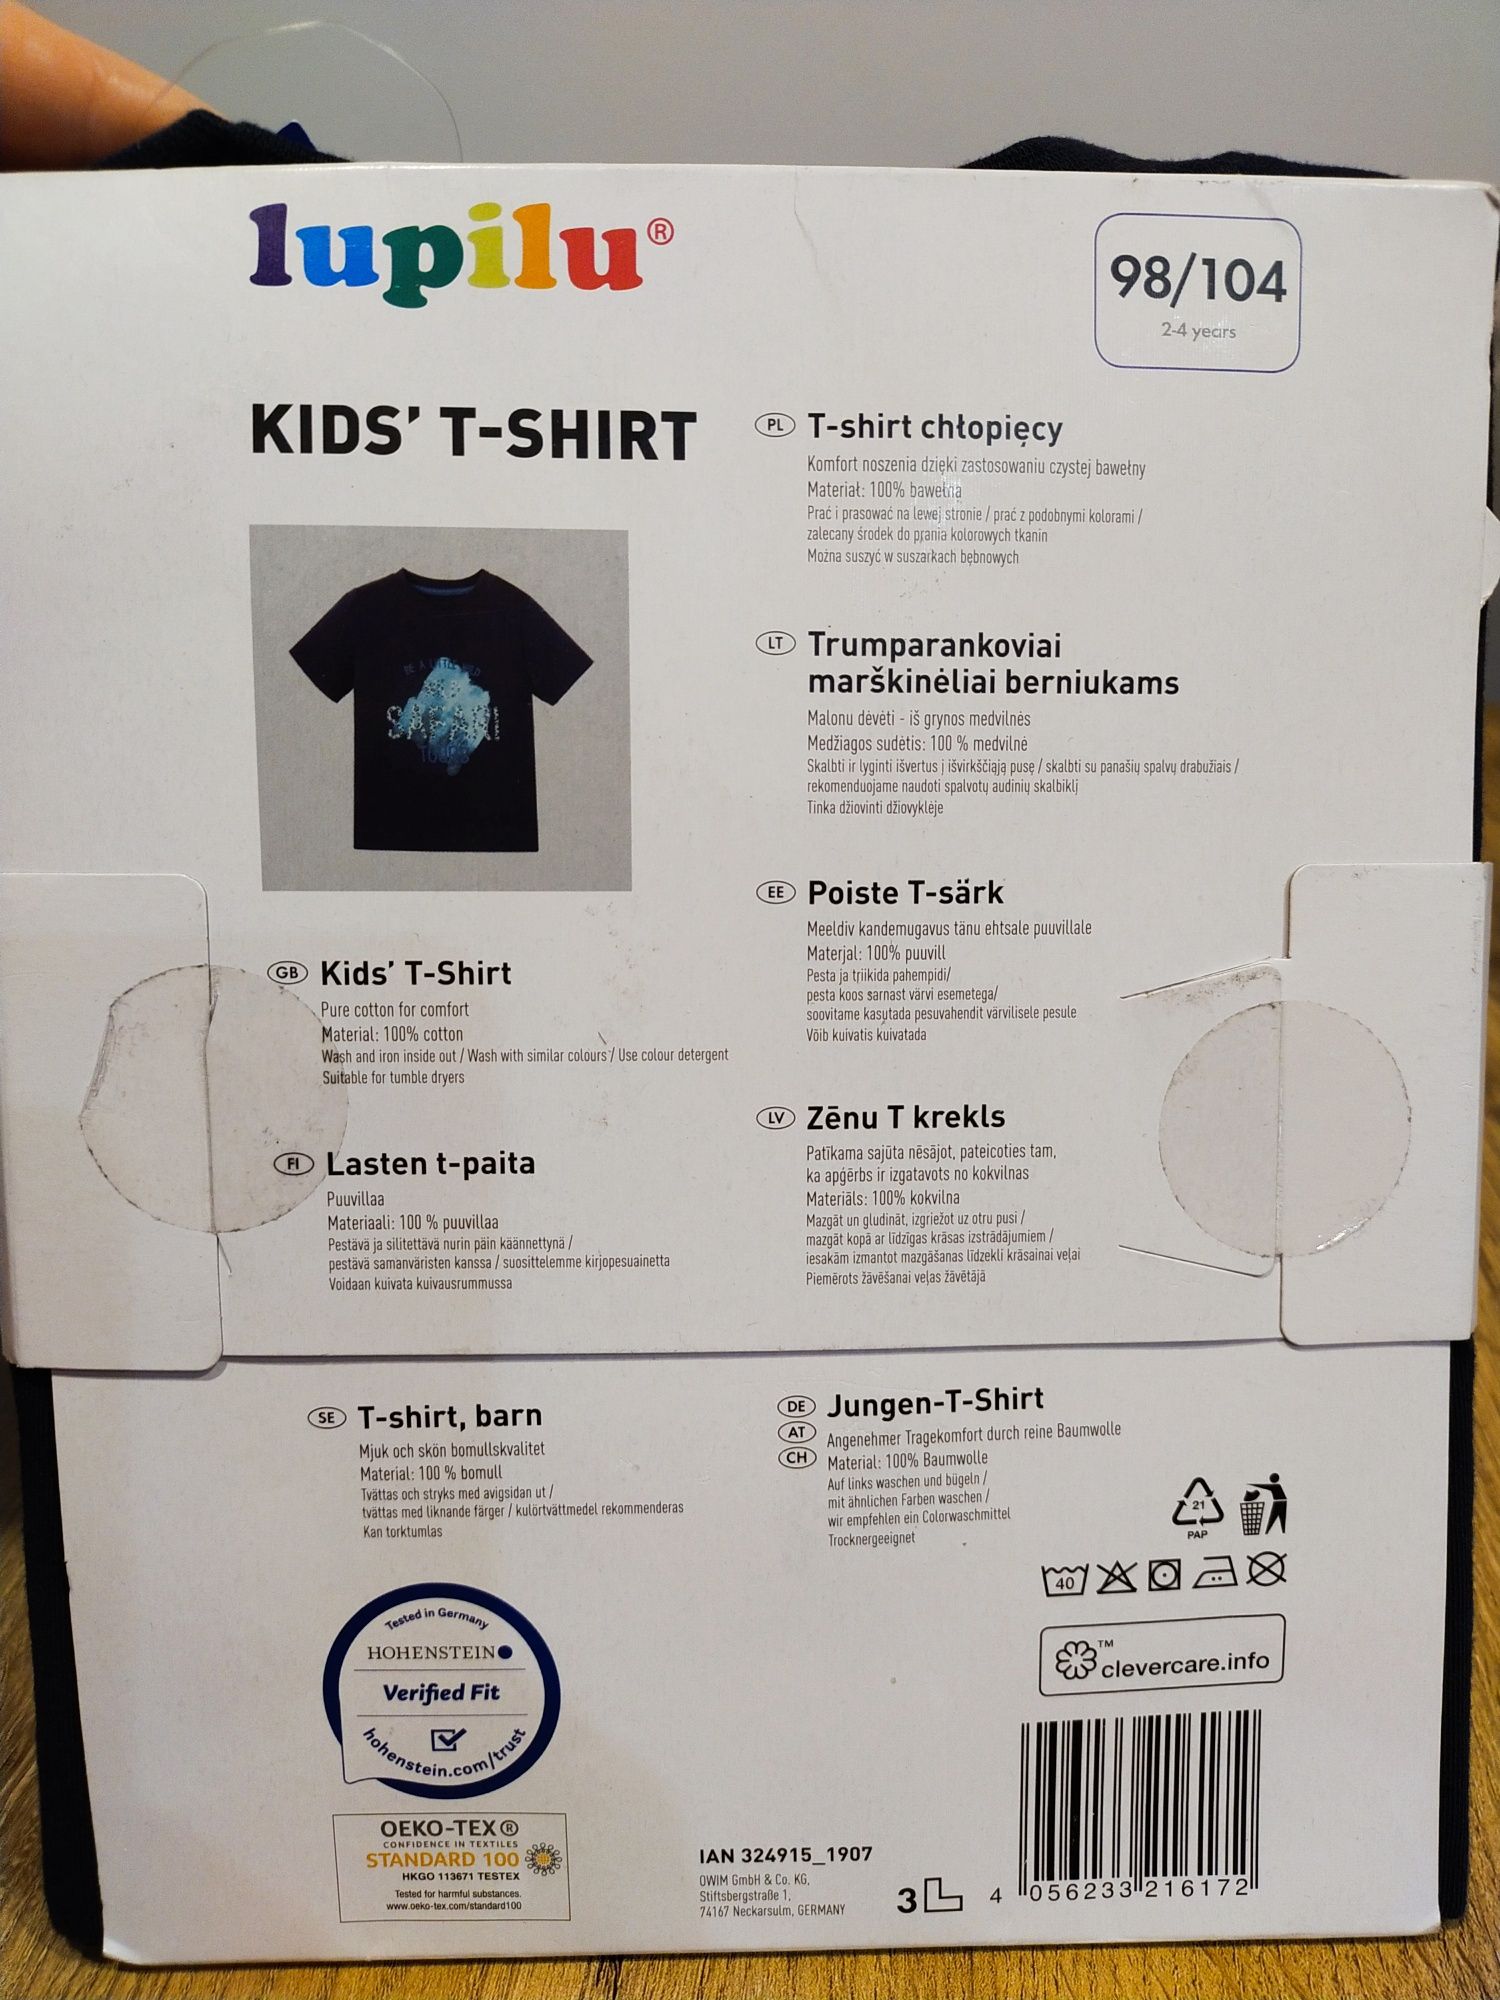 lupilu®
98/104
2-4 years
KIDS' T-SHIRT
BE A LITTLE WILD
SAFARI
TOURS
GB Kids' T-Shirt
Pure cotton for comfort
Material: 100% cotton
Wash and iron inside out / Wash with similar colours / Use colour detergent
Suitable for tumble dryers
FI Lasten t-paita
Puuvillaa
Materiaali: 100 % puuvillaa
Pestävä ja silitettävä nurin päin käännettynä /
pestävä samanväristen kanssa / suosittelemme kirjopesuainetta
Voidaan kuivata kuivausrummussa
PL T-shirt chłopięcy
Komfort noszenia dzięki zastosowaniu czystej bawełny
Materiał: 100% bawełna
Prać i prasować na lewej stronie / prać z podobnymi kolorami /
zalecany środek do prania kolorowych tkanin
Można suszyć w suszarkach bębnowych
LT Trumparankoviai
marškinėliai berniukams
Malonu dėvėti - iš grynos medvilnės
Medžiagos sudėtis: 100 % medvilnė
Skalbti ir lyginti išvertus į išvirkščiąją pusę / skalbti su panašių spalvų drabužiais /
rekomenduojame naudoti spalvotų audinių skalbiklį
Tinka džiovinti džiovyklėje
EE Poiste T-särk
Meeldiv kandemugavus tänu ehtsale puuvillale
Materjal: 100% puuvill
Pesta ja triikida pahempidi/
pesta koos sarnast värvi esemetega/
soovitame kasutada pesuvahendit värvilisele pesule
Võib kuivatis kuivatada
LV Zēnu T krekls
Patīkama sajūta nēsājot, pateicoties tam,
ka apģērbs ir izgatavots no kokvilnas
Materiāls: 100% kokvilna
Mazgāt un gludināt, izgriežot uz otru pusi /
mazgāt kopā ar līdzīgas krāsas izstrādājumiem /
iesakām izmantot mazgāšanas līdzekli krāsainai veļai
Piemērots žāvēšanai veļas žāvētājā
SE T-shirt, barn
Mjuk och skön bomullskvalitet
Material: 100 % bomull
Tvättas och stryks med avigsidan ut /
tvättas med liknande färger / kulörtvättmedel rekommenderas
Kan torktumlas
DE AT CH Jungen-T-Shirt
Angenehmer Tragekomfort durch reine Baumwolle
Material: 100% Baumwolle
Auf links waschen und bügeln /
mit ähnlichen Farben waschen /
wir empfehlen ein Colorwaschmittel
Trocknergeeignet
21
PAP
40
TM
clevercare.info
Tested in Germany
HOHENSTEIN
Verified Fit
hohenstein.com/trust
OEKO-TEX®
CONFIDENCE IN TEXTILES
STANDARD 100
HKGO 113671 TESTEX
Tested for harmful substances.
www.oeko-tex.com/standard100
IAN 324915_1907
OWIM GmbH & Co. KG,
Stiftsbergstraße 1,
74167 Neckarsulm, GERMANY
3
4 056233 216172